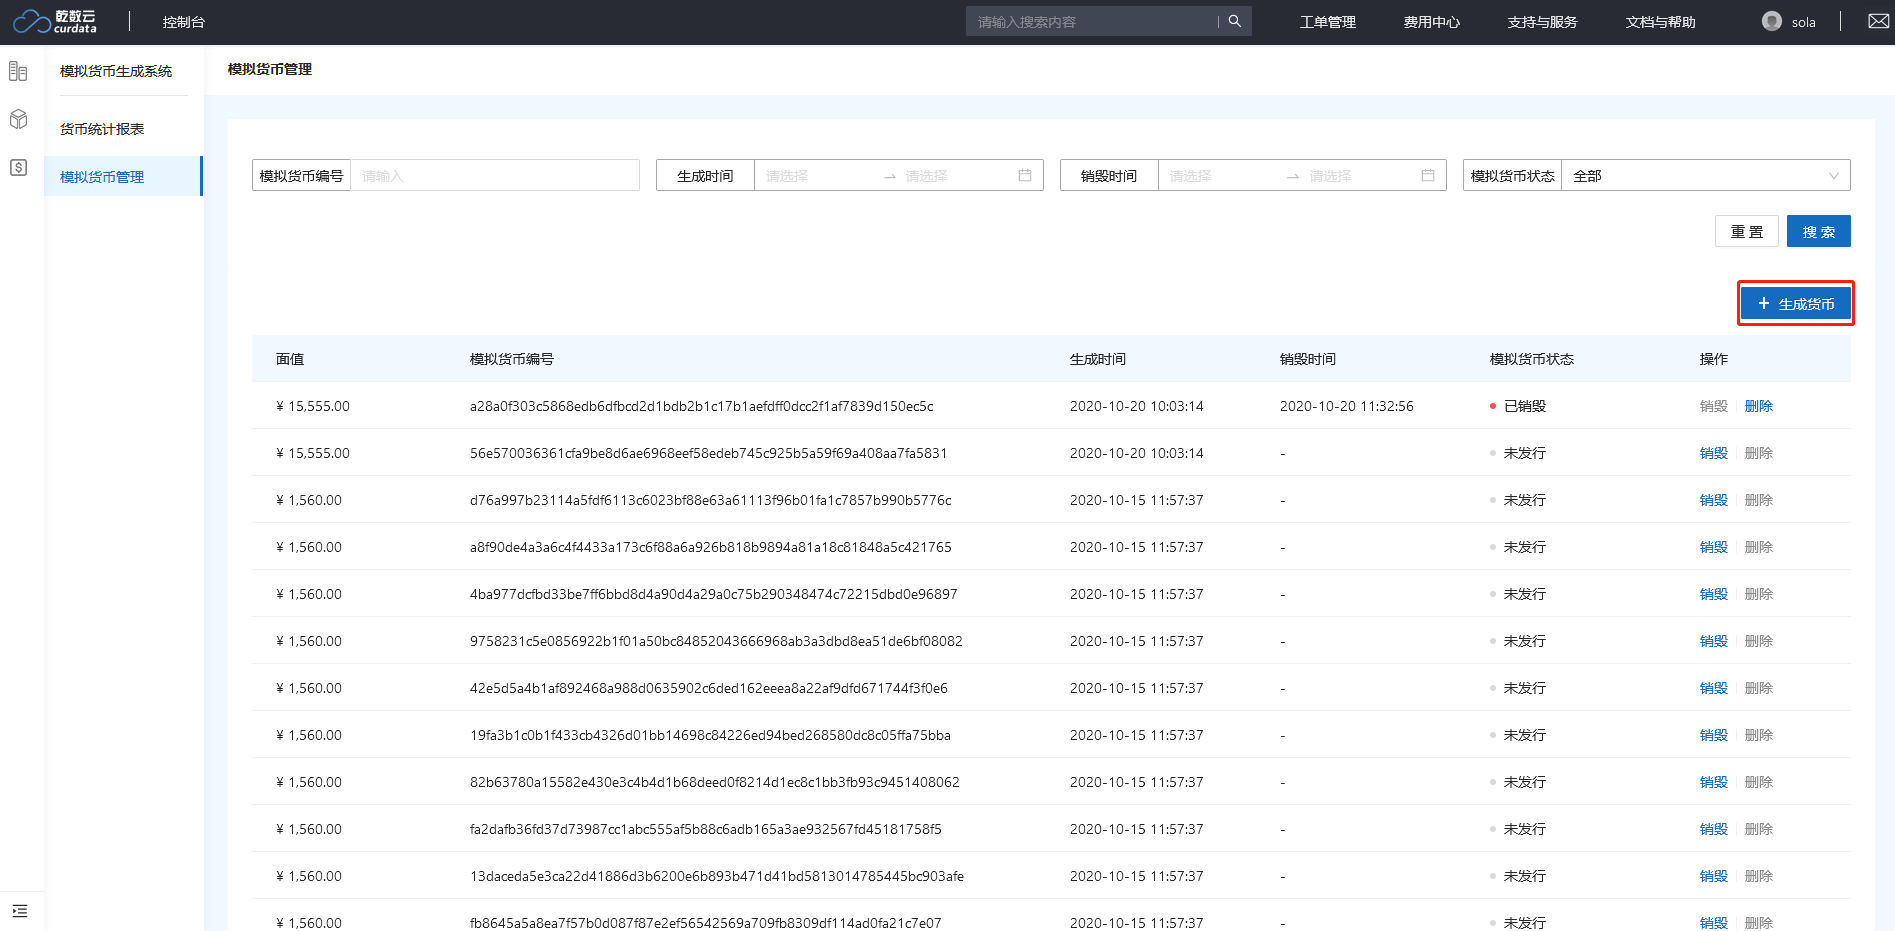 乾数云
curdata
控制台
请输入搜索内容
工单管理
费用中心
支持与服务
文档与帮助
sola
模拟货币生成系统
货币统计报表
模拟货币管理
模拟货币管理
模拟货币编号 请输入
生成时间 请选择 → 请选择
销毁时间 请选择 → 请选择
模拟货币状态 全部
重置 搜索
+ 生成货币
面值 模拟货币编号 生成时间 销毁时间 模拟货币状态 操作
¥ 15,555.00 a28a0f303c5868edb6dfbcd2d1bdb2b1c17b1aefdff0dcc2f1af7839d150ec5c 2020-10-20 10:03:14 2020-10-20 11:32:56 已销毁 销毁 删除
¥ 15,555.00 56e570036361cfa9be8d6ae6968eef58edeb745c925b5a59f69a408aa7fa5831 2020-10-20 10:03:14 - 未发行 销毁 删除
¥ 1,560.00 d76a997b23114a5fdf6113c6023bf88e63a61113f96b01fa1c7857b990b5776c 2020-10-15 11:57:37 - 未发行 销毁 删除
¥ 1,560.00 a8f90de4a3a6c4f4433a173c6f88a6a926b818b9894a81a18c81848a5c421765 2020-10-15 11:57:37 - 未发行 销毁 删除
¥ 1,560.00 4ba977dcfbd33be7ff6bbd8d4a90d4a29a0c75b290348474c72215dbd0e96897 2020-10-15 11:57:37 - 未发行 销毁 删除
¥ 1,560.00 9758231c5e0856922b1f01a50bc84852043666968ab3a3dbd8ea51de6bf08082 2020-10-15 11:57:37 - 未发行 销毁 删除
¥ 1,560.00 42e5d5a4b1af892468a988d0635902c6ded162eeea8a22af9dfd671744f3f0e6 2020-10-15 11:57:37 - 未发行 销毁 删除
¥ 1,560.00 19fa3b1c0b1f433cb4326d01bb14698c84226ed94bed268580dc8c05ffa75bba 2020-10-15 11:57:37 - 未发行 销毁 删除
¥ 1,560.00 82b63780a15582e430e3c4b4d1b68deed0f8214d1ec8c1bb3fb93c9451408062 2020-10-15 11:57:37 - 未发行 销毁 删除
¥ 1,560.00 fa2dafb36fd37d73987cc1abc555af5b88c6adb165a3ae932567fd45181758f5 2020-10-15 11:57:37 - 未发行 销毁 删除
¥ 1,560.00 13daceda5e3ca22d41886d3b6200e6b893b471d41bd5813014785445bc903afe 2020-10-15 11:57:37 - 未发行 销毁 删除
¥ 1,560.00 fb8645a5a8ea7f57b0d087f87e2ef56542569a709fb8309df114ad0fa21c7e07 2020-10-15 11:57:37 - 未发行 销毁 删除